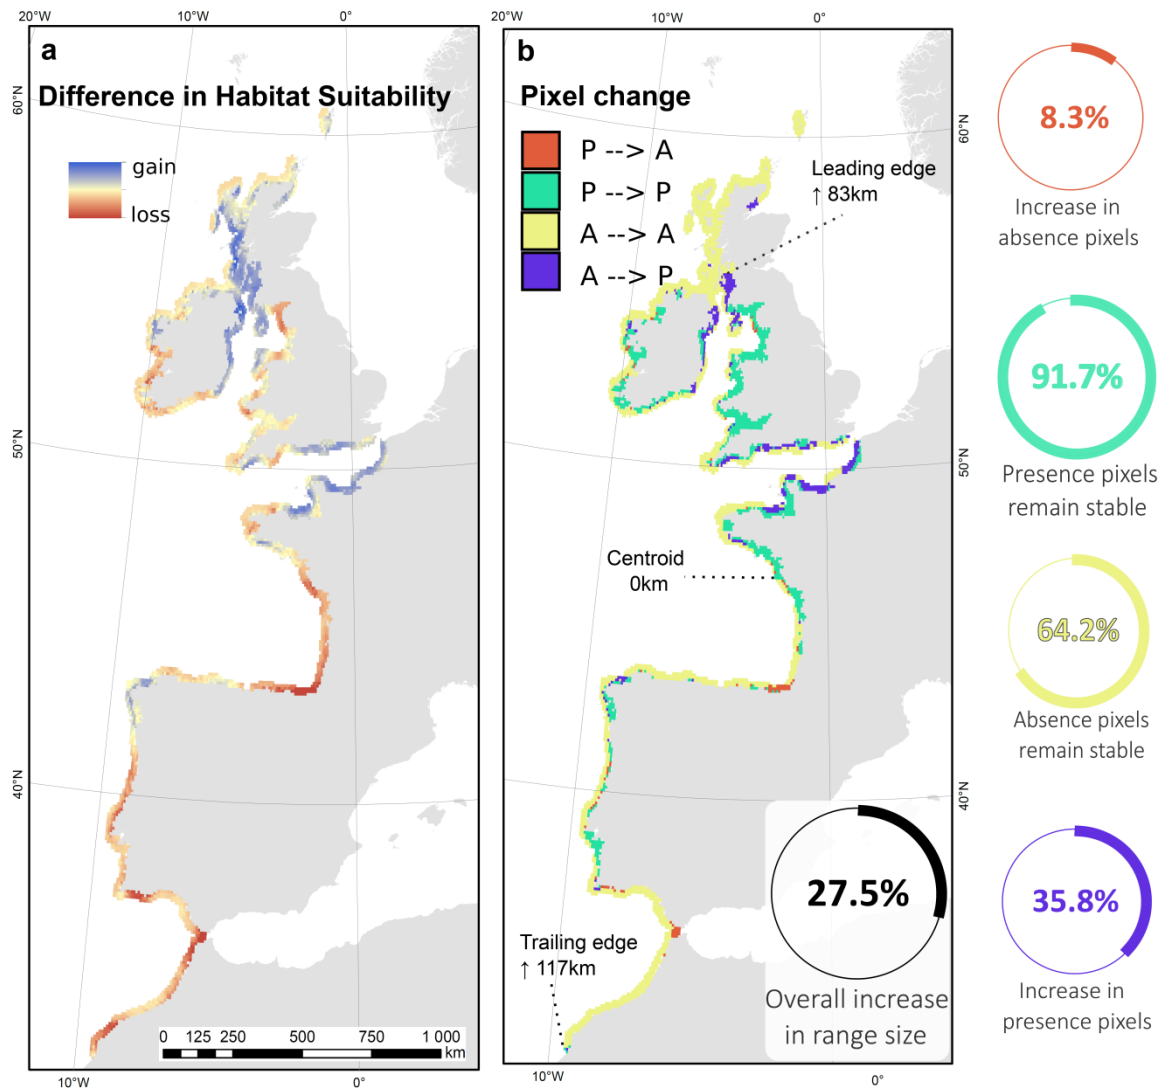 20°W
10°W
0°
10°W
0°
a
b
Difference in Habitat Suitability
Pixel change
60°N
60°N
gain
loss
P --> A
P --> P
A --> A
A --> P
Leading edge
↑ 83km
8.3%
Increase in
absence pixels
91.7%
Presence pixels
remain stable
50°N
50°N
Centroid
0km
64.2%
Absence pixels
remain stable
40°N
40°N
27.5%
Overall increase
in range size
35.8%
Increase in
presence pixels
Trailing edge
↑ 117km
0 125 250 500 750 1 000
km
10°W
0°
10°W
0°